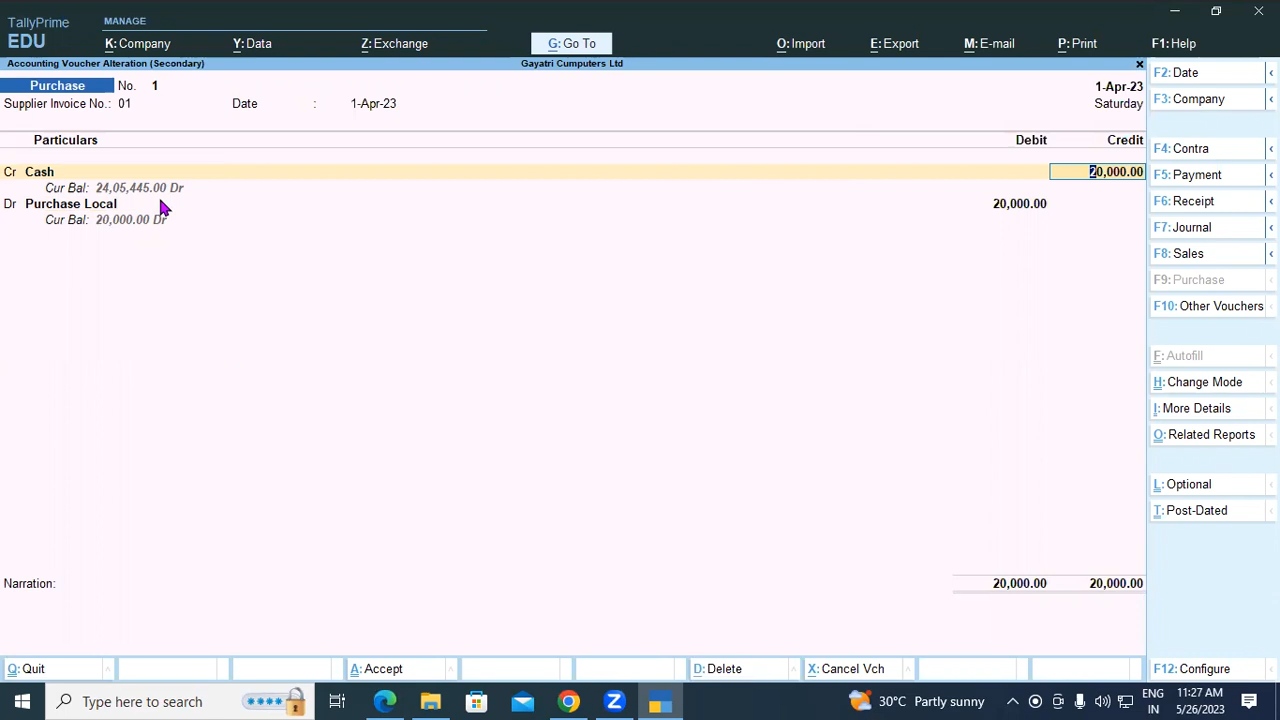 TallyPrime
EDU
MANAGE
K: Company
Y: Data
Z: Exchange
G: Go To
O: Import
E: Export
M: E-mail
P: Print
F1: Help
Accounting Voucher Alteration (Secondary)
Gayatri Cumputers Ltd
Purchase No. 1
1-Apr-23
Supplier Invoice No.: 01 Date : 1-Apr-23
Saturday
Particulars Debit Credit
Cr Cash 20,000.00
Cur Bal: 24,05,445.00 Dr
Dr Purchase Local 20,000.00
Cur Bal: 20,000.00 Dr
Narration: 20,000.00 20,000.00
F2: Date
F3: Company
F4: Contra
F5: Payment
F6: Receipt
F7: Journal
F8: Sales
F9: Purchase
F10: Other Vouchers
F: Autofill
H: Change Mode
I: More Details
O: Related Reports
L: Optional
T: Post-Dated
Q: Quit
A: Accept
D: Delete
X: Cancel Vch
F12: Configure
Type here to search
30°C Partly sunny
ENG
IN
11:27 AM
5/26/2023